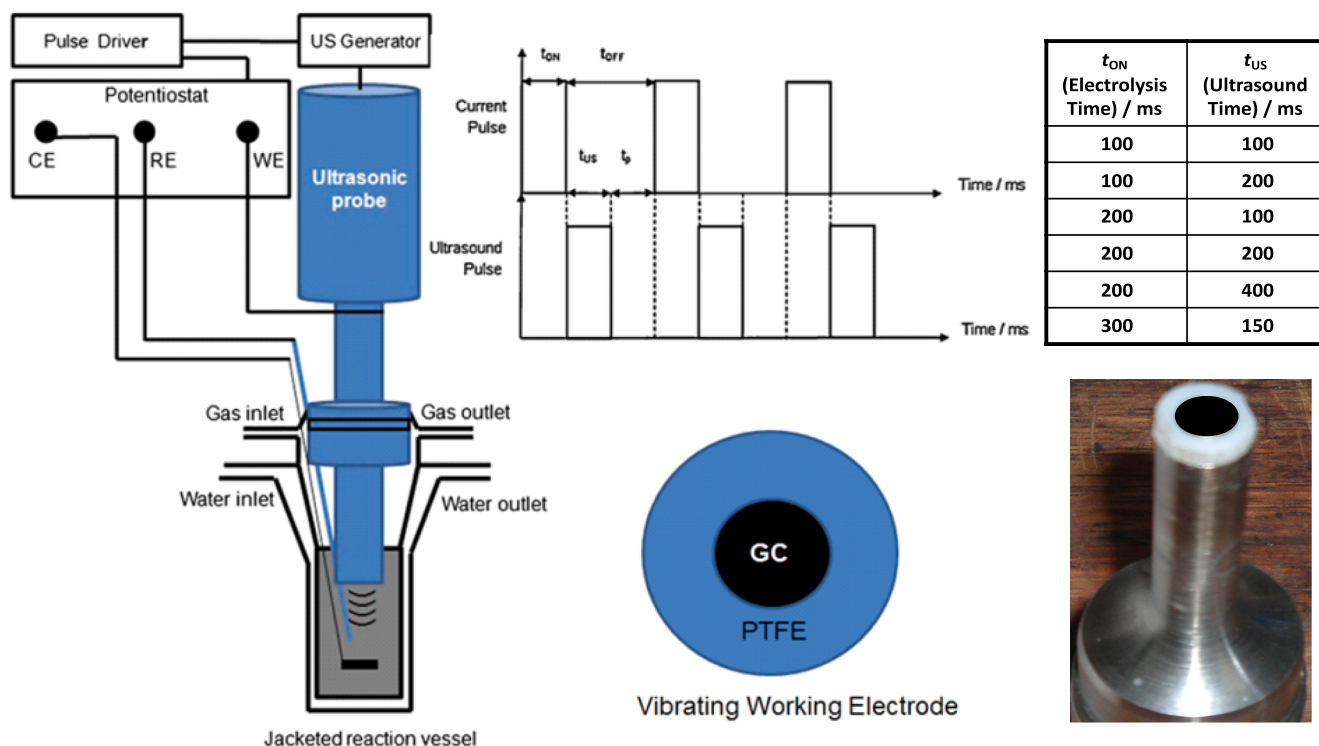 Pulse Driver
US Generator
Potentiostat
CE
RE
WE
Ultrasonic
probe
Gas inlet
Gas outlet
Water inlet
Water outlet
Jacketed reaction vessel
tON
tOFF
Current
Pulse
tUS
tp
Time / ms
Ultrasound
Pulse
Time / ms
GC
PTFE
Vibrating Working Electrode
tON
(Electrolysis
Time) / ms
tUS
(Ultrasound
Time) / ms
100 100
100 200
200 100
200 200
200 400
300 150